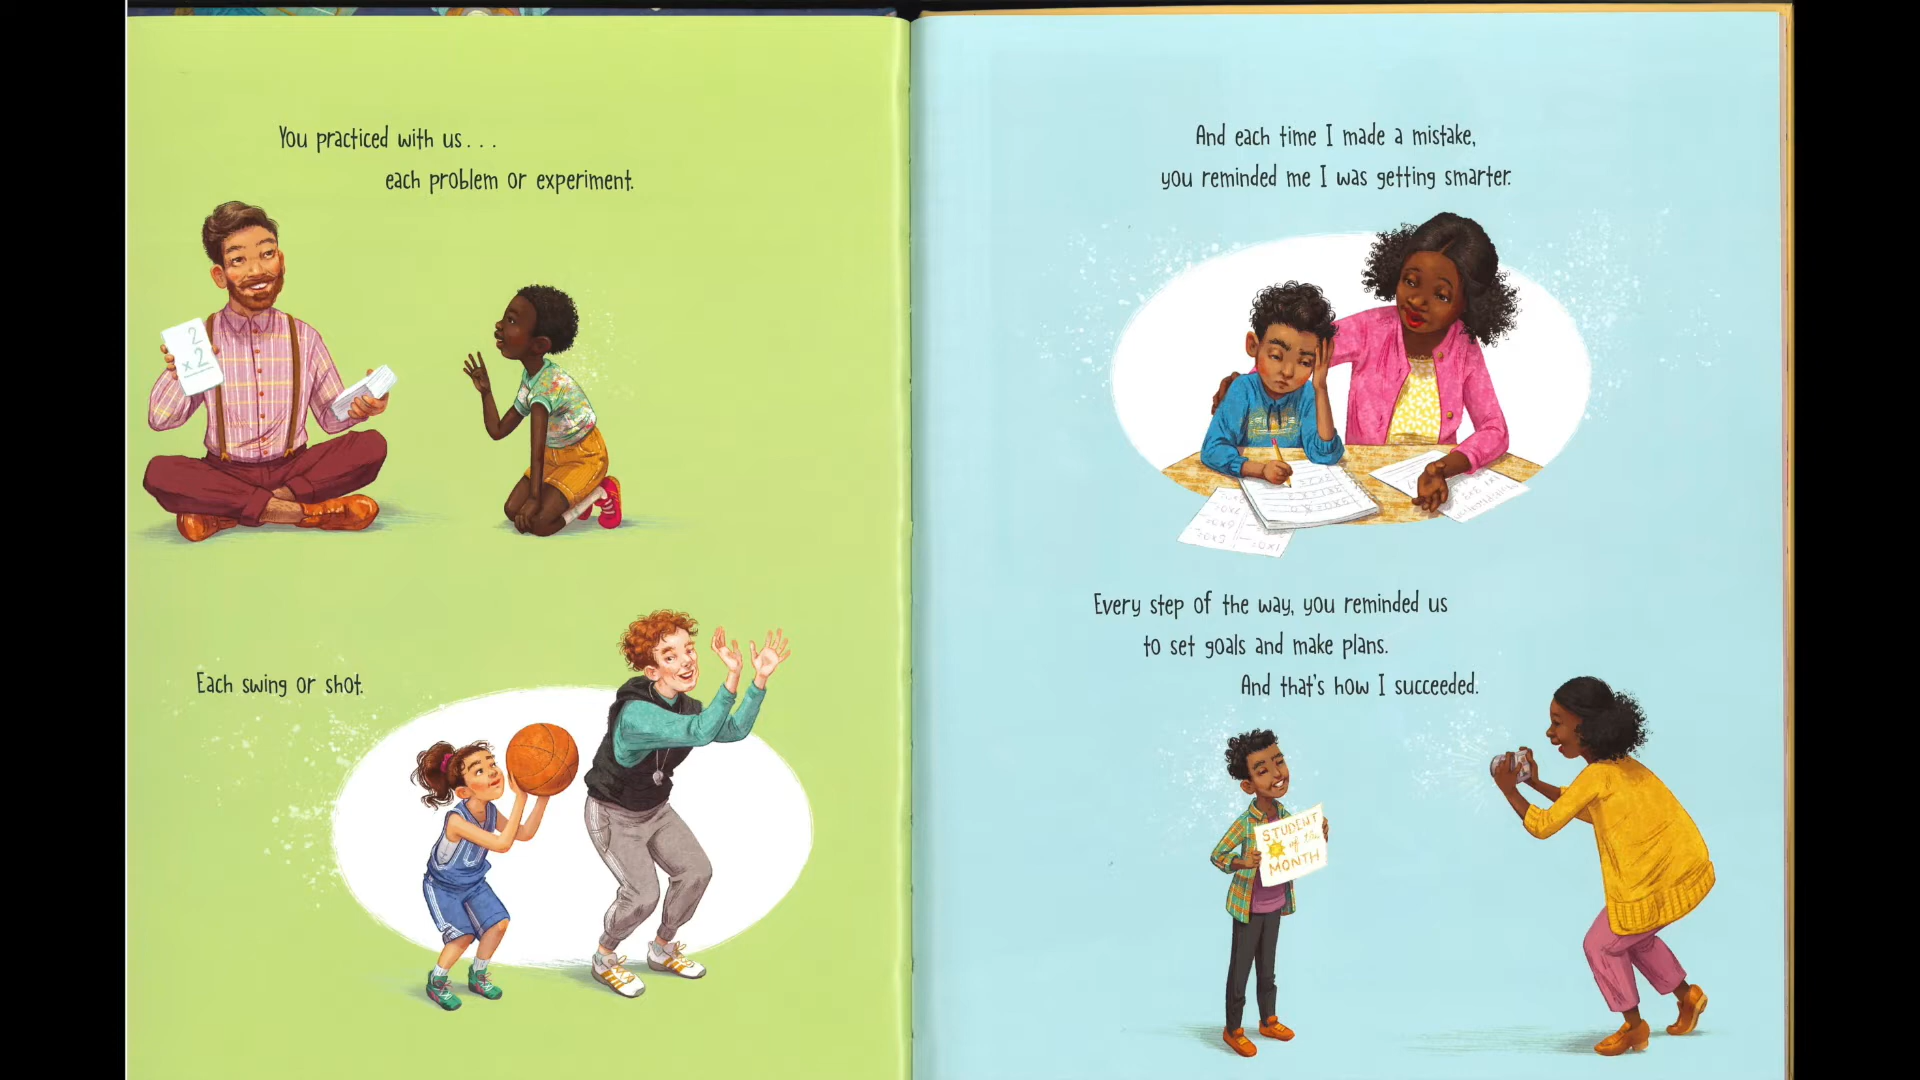 You practiced with us...
each problem or experiment.
2
x2
Each swing or shot.
And each time I made a mistake,
you reminded me I was getting smarter.
Every step of the way, you reminded us
to set goals and make plans.
And that's how I succeeded.
STUDENT
of the
MONTH